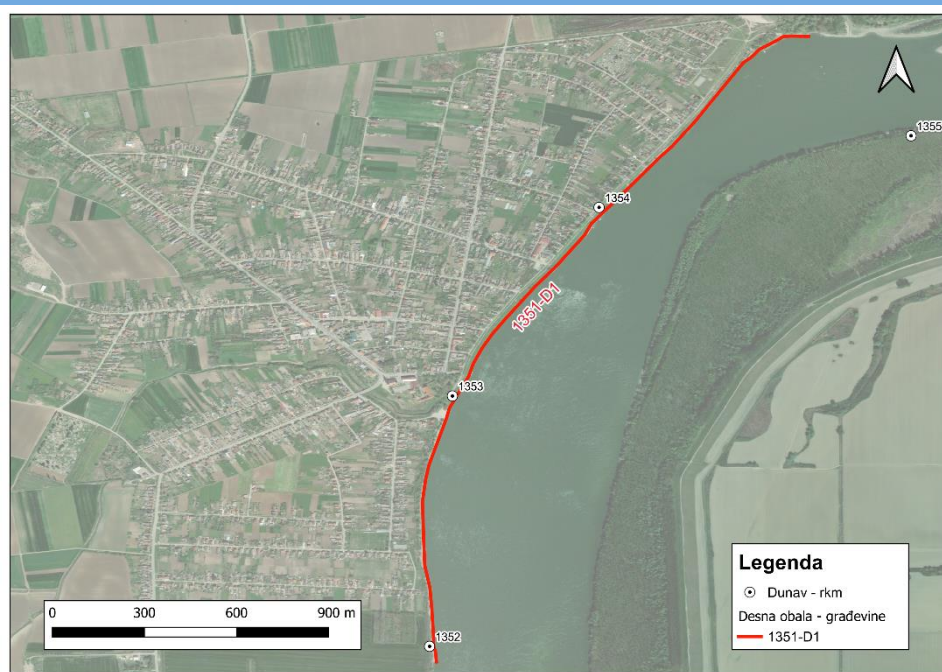 1355
1354
1351-D1
1353
1352
0 300 600 900 m
Legenda
Dunav - rkm
Desna obala - građevine
1351-D1